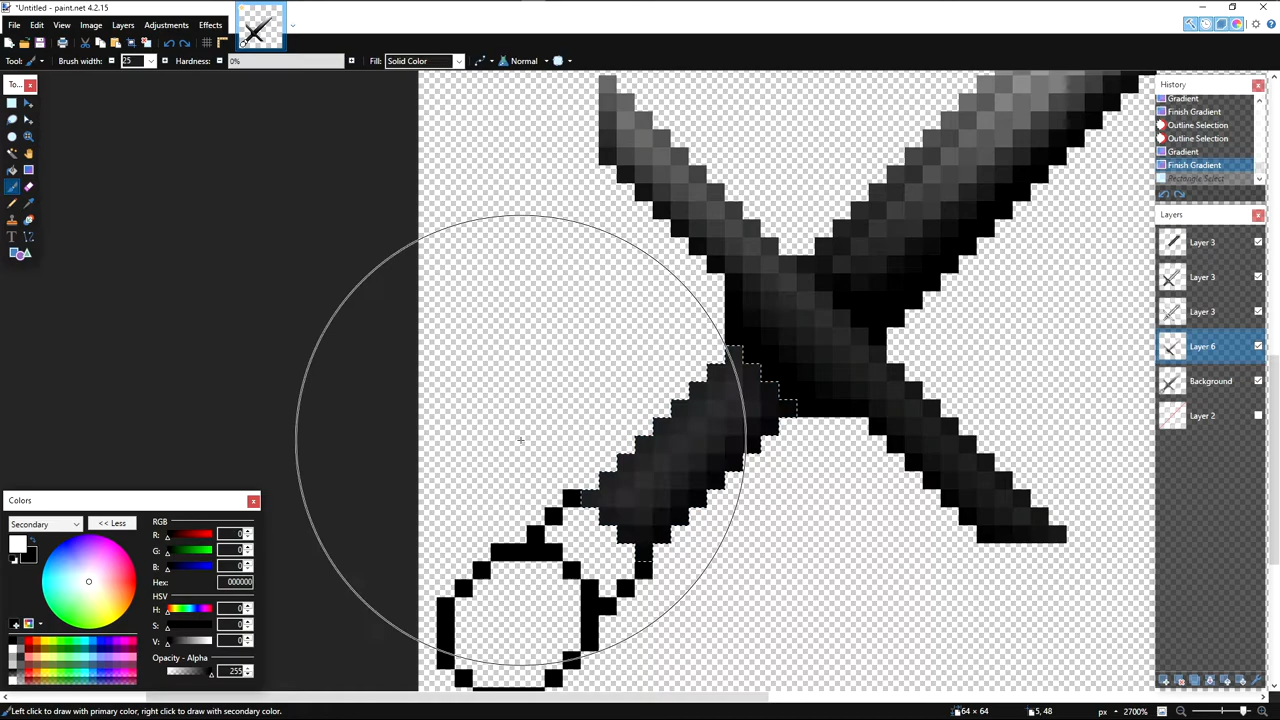 *Untitled - paint.net 4.2.15
File Edit View Image Layers Adjustments Effects
Tool: Brush width: 25 Hardness: 0% Fill: Solid Color Normal
To...
History
Gradient
Finish Gradient
Outline Selection
Outline Selection
Gradient
Finish Gradient
Rectangle Select
Layers
Layer 3
Layer 3
Layer 3
Layer 6
Background
Layer 2
Colors
Secondary << Less
RGB
R: 0
G: 0
B: 0
Hex: 000000
HSV
H: 0
S: 0
V: 0
Opacity - Alpha
255
Left click to draw with primary color, right click to draw with secondary color. 64 × 64 5, 48 px 2700%